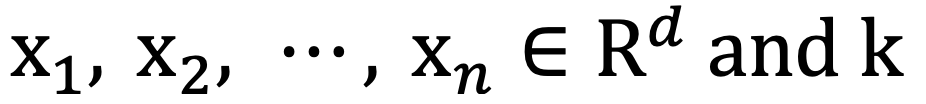 x₁, x₂, ⋯, xₙ ∈ Rᵈ and k